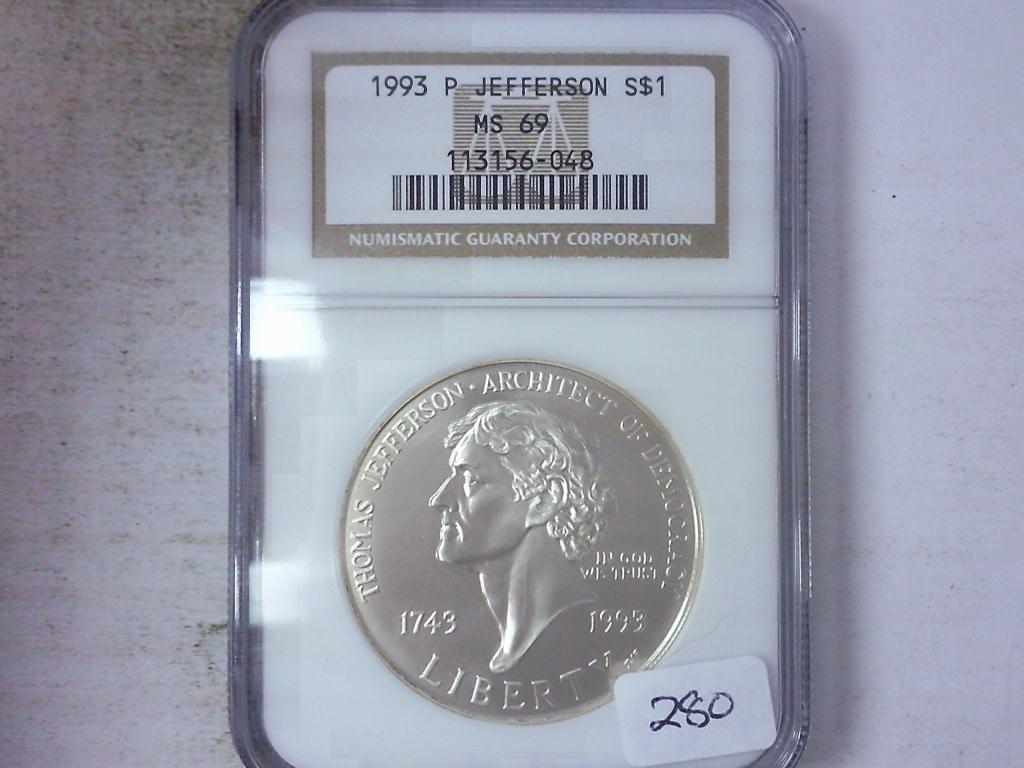 1993 P JEFFERSON S$1
MS 69
113156-048
NUMISMATIC GUARANTY CORPORATION
THOMAS JEFFERSON · ARCHITECT OF DEMOCRACY
IN GOD
WE TRUST
1743 1993
LIBERTY
280